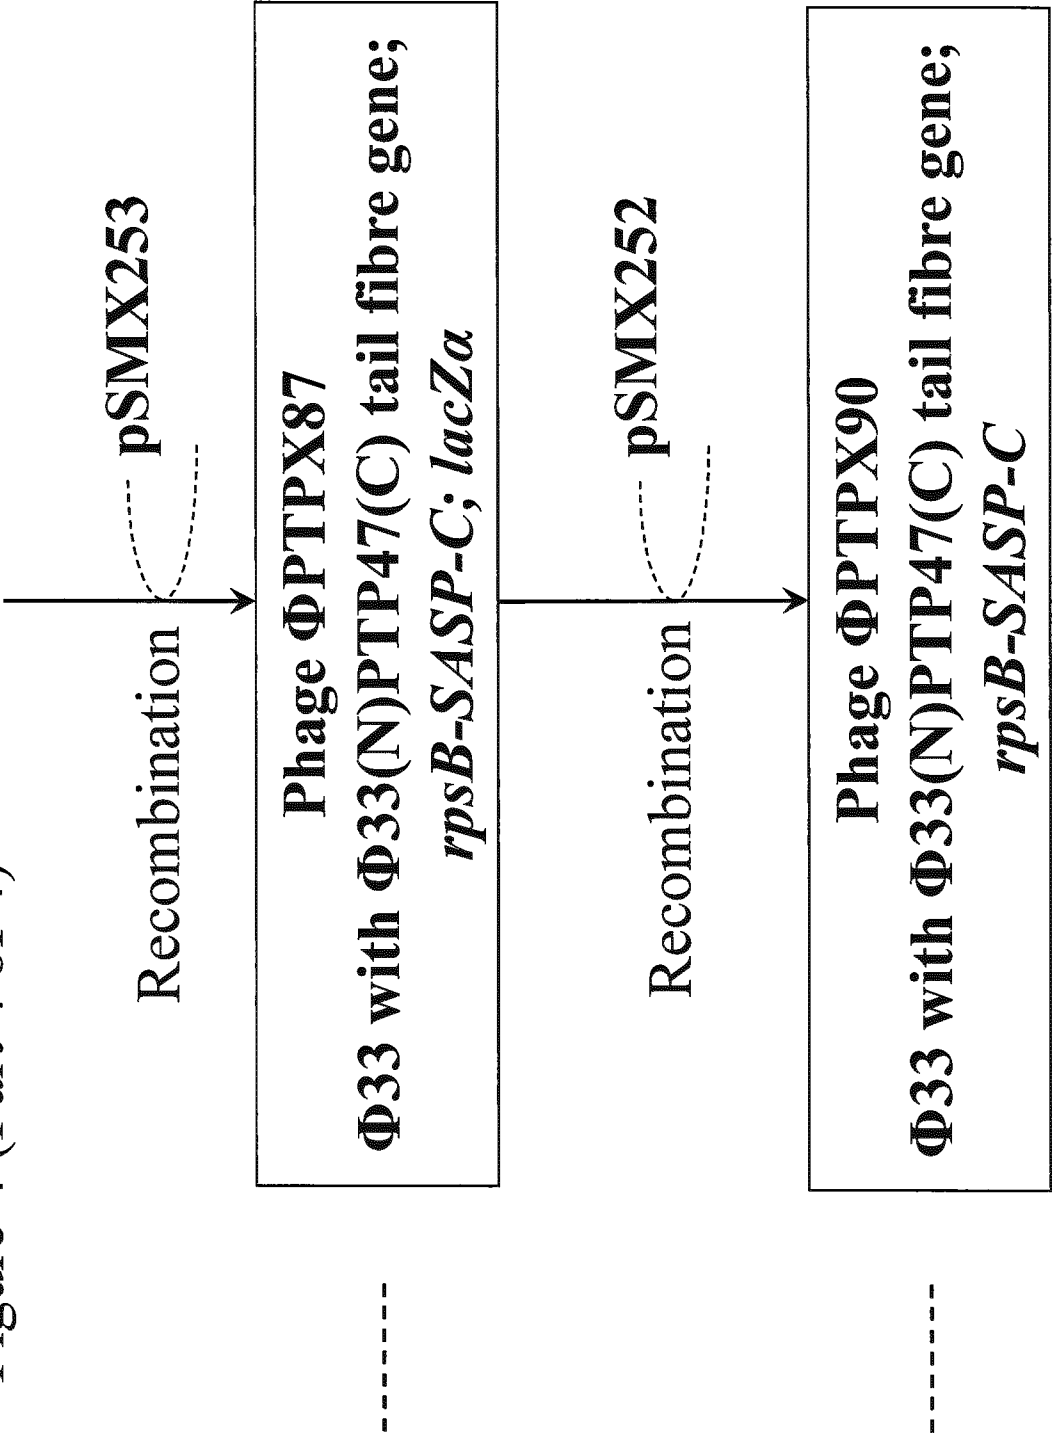 pSMX253
Recombination
Phage ΦPTPX87
Φ33 with Φ33(N)PTP47(C) tail fibre gene;
rpsB-SASP-C; lacZα
pSMX252
Recombination
Phage ΦPTPX90
Φ33 with Φ33(N)PTP47(C) tail fibre gene;
rpsB-SASP-C